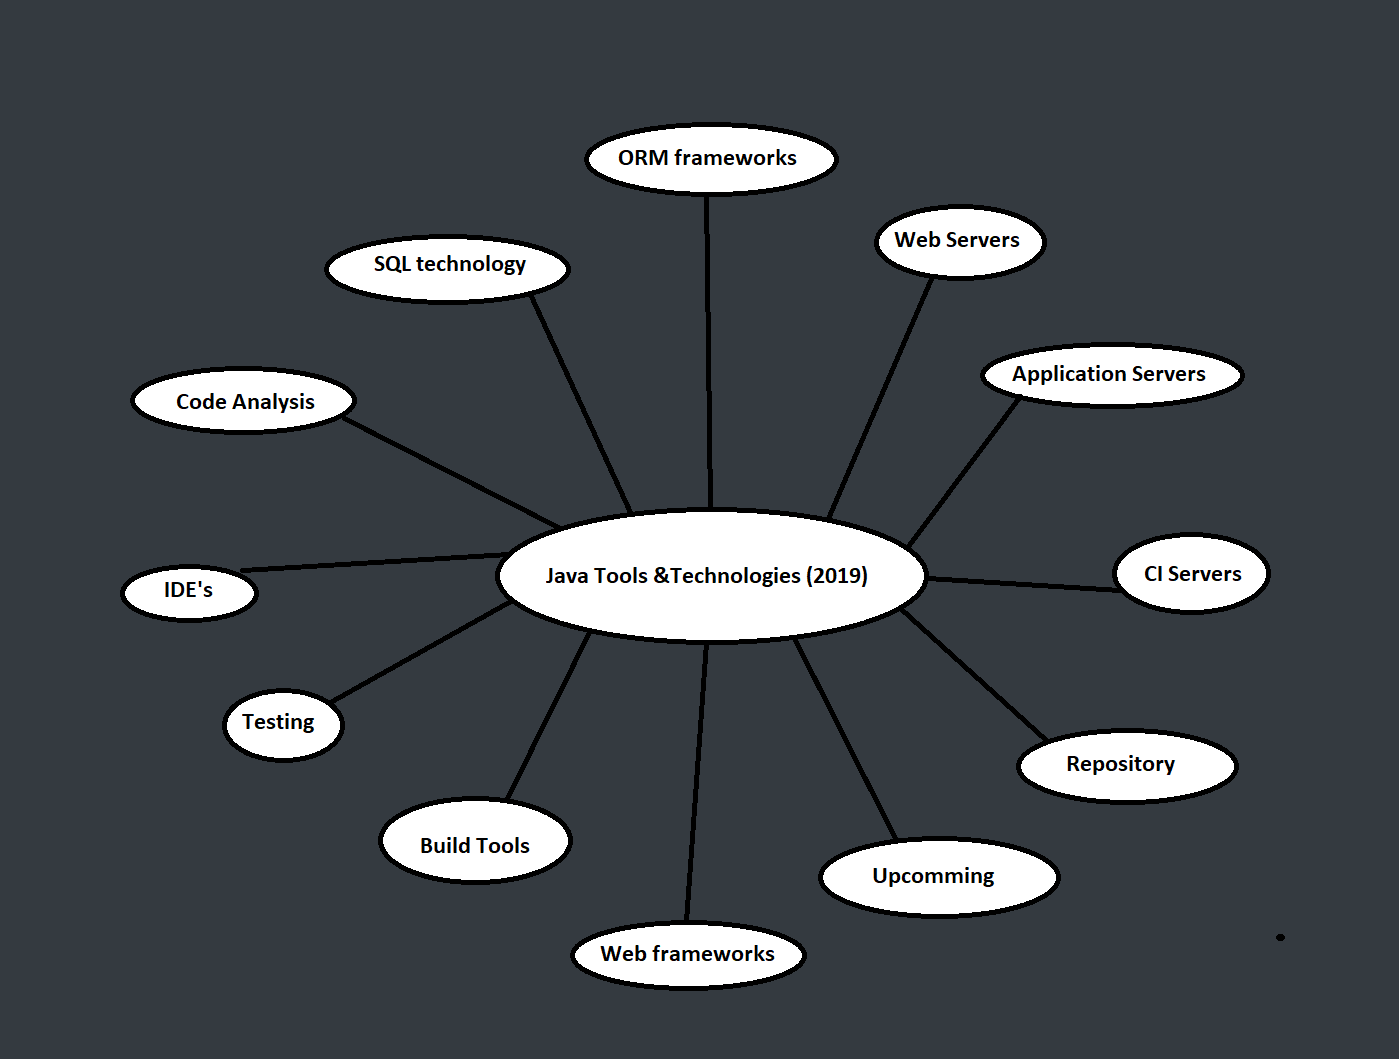 ORM frameworks
Web Servers
SQL technology
Application Servers
Code Analysis
Java Tools &Technologies (2019)
CI Servers
IDE's
Testing
Repository
Build Tools
Upcomming
Web frameworks